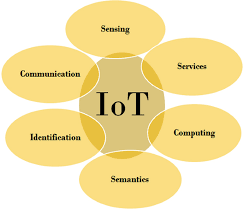 Sensing
Communication
Services
IoT
Identification
Computing
Semantics